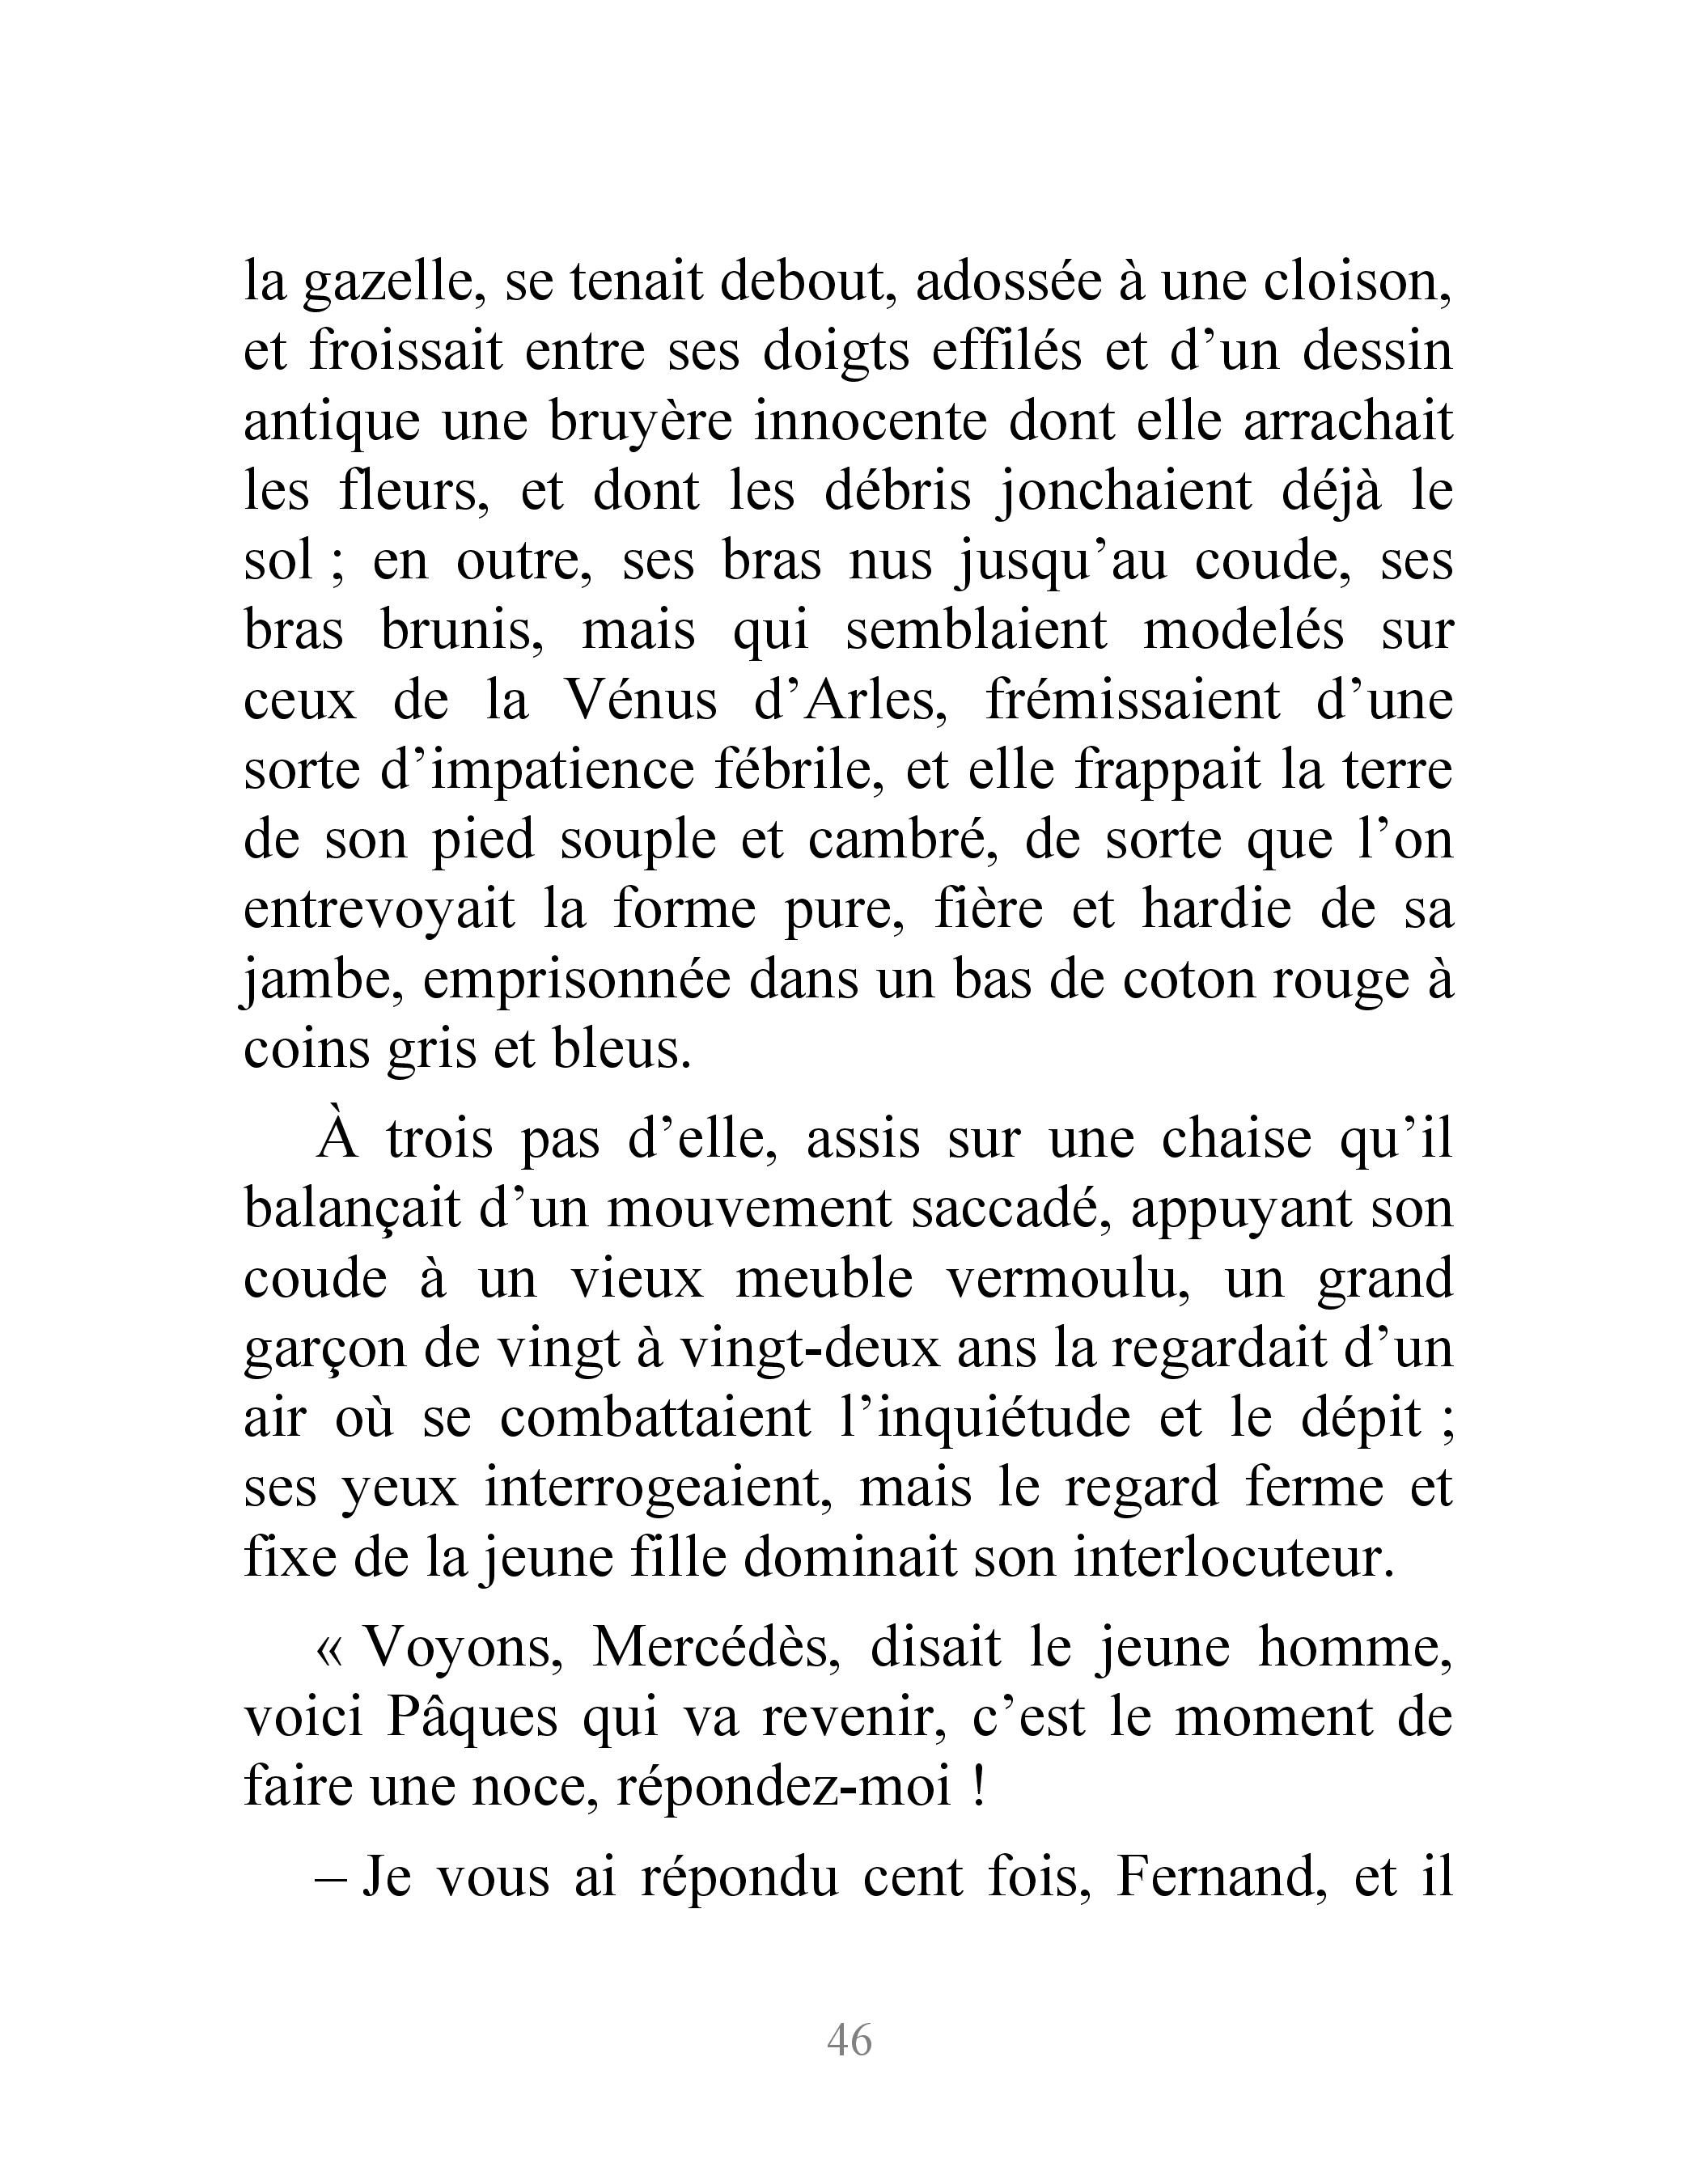 la gazelle, se tenait debout, adossée à une cloison,
et froissait entre ses doigts effilés et d’un dessin
antique une bruyère innocente dont elle arrachait
les fleurs, et dont les débris jonchaient déjà le
sol ; en outre, ses bras nus jusqu’au coude, ses
bras brunis, mais qui semblaient modelés sur
ceux de la Vénus d’Arles, frémissaient d’une
sorte d’impatience fébrile, et elle frappait la terre
de son pied souple et cambré, de sorte que l’on
entrevoyait la forme pure, fière et hardie de sa
jambe, emprisonnée dans un bas de coton rouge à
coins gris et bleus.
À trois pas d’elle, assis sur une chaise qu’il
balançait d’un mouvement saccadé, appuyant son
coude à un vieux meuble vermoulu, un grand
garçon de vingt à vingt-deux ans la regardait d’un
air où se combattaient l’inquiétude et le dépit ;
ses yeux interrogeaient, mais le regard ferme et
fixe de la jeune fille dominait son interlocuteur.
« Voyons, Mercédès, disait le jeune homme,
voici Pâques qui va revenir, c’est le moment de
faire une noce, répondez-moi !
– Je vous ai répondu cent fois, Fernand, et il
46